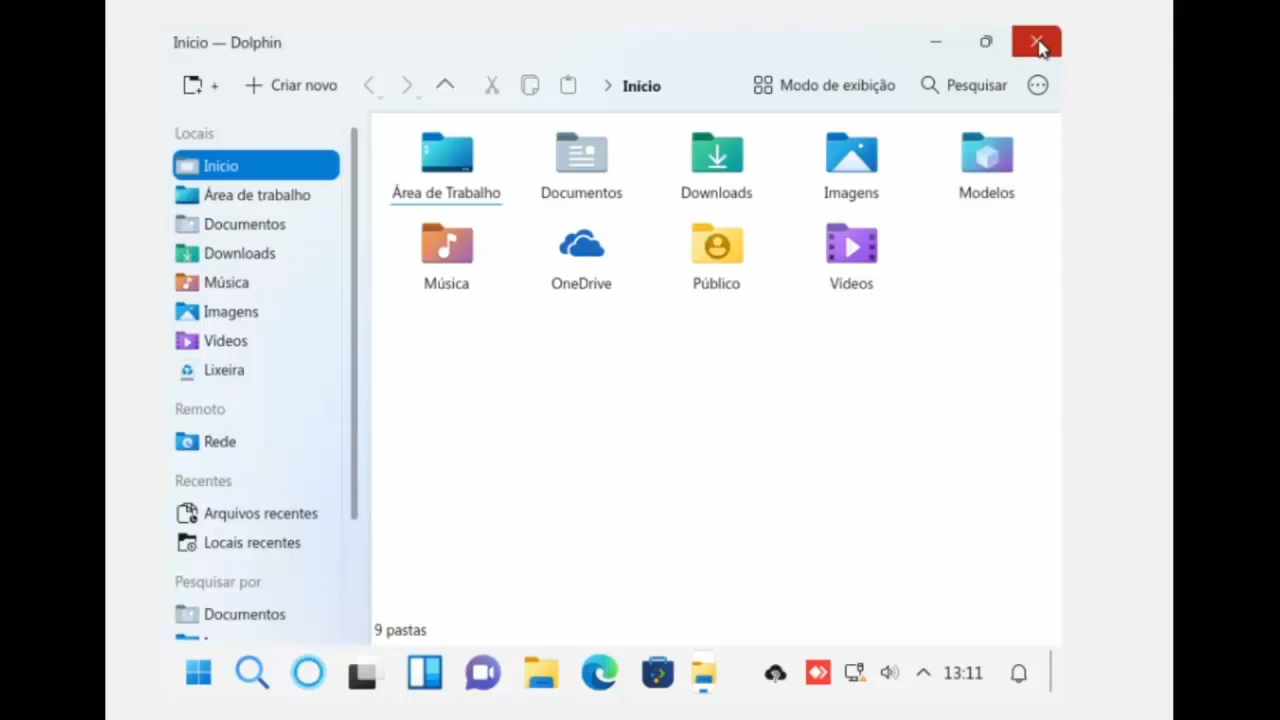 Início — Dolphin
+ Criar novo
Início
Modo de exibição
Pesquisar
Locais
Início
Área de trabalho
Documentos
Downloads
Música
Imagens
Vídeos
Lixeira
Remoto
Rede
Recentes
Arquivos recentes
Locais recentes
Pesquisar por
Documentos
Área de Trabalho
Documentos
Downloads
Imagens
Modelos
Música
OneDrive
Público
Vídeos
9 pastas
13:11